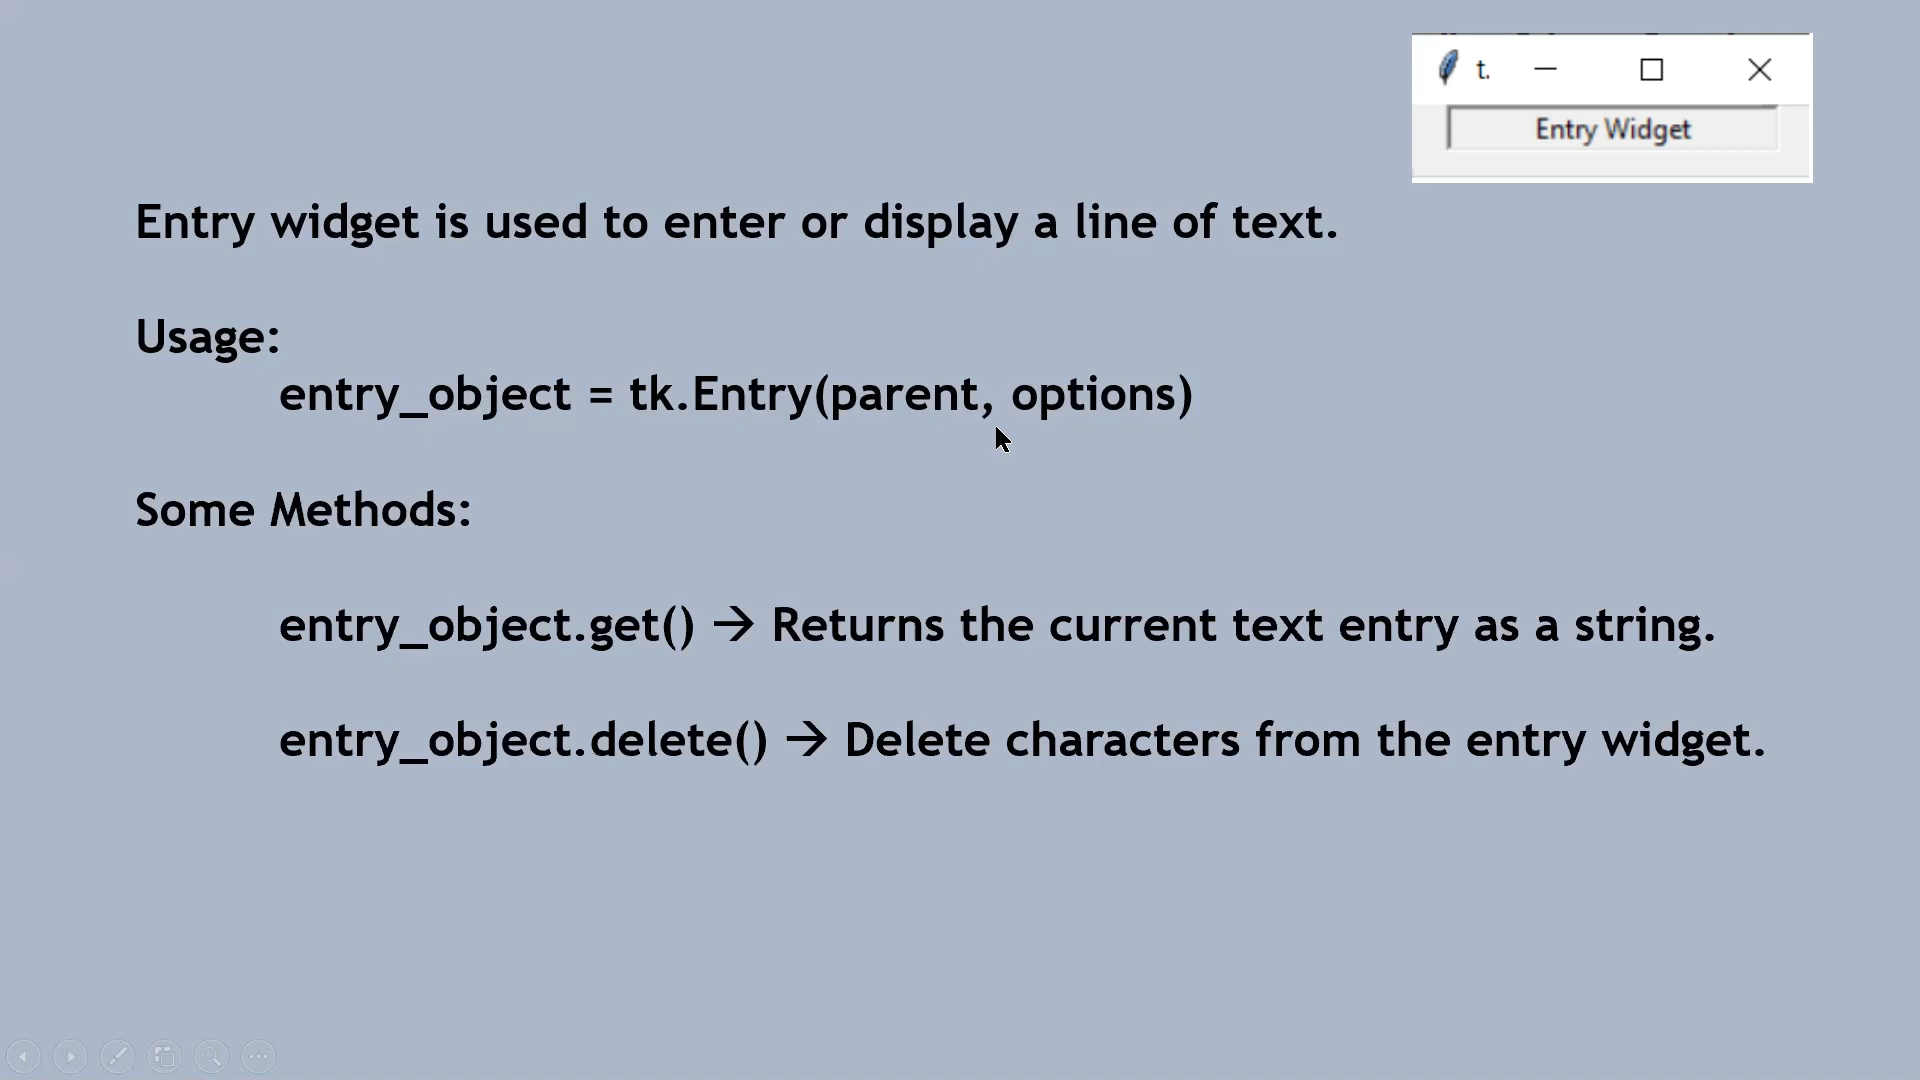 t.
Entry Widget
Entry widget is used to enter or display a line of text.
Usage:
entry_object = tk.Entry(parent, options)
Some Methods:
entry_object.get() → Returns the current text entry as a string.
entry_object.delete() → Delete characters from the entry widget.